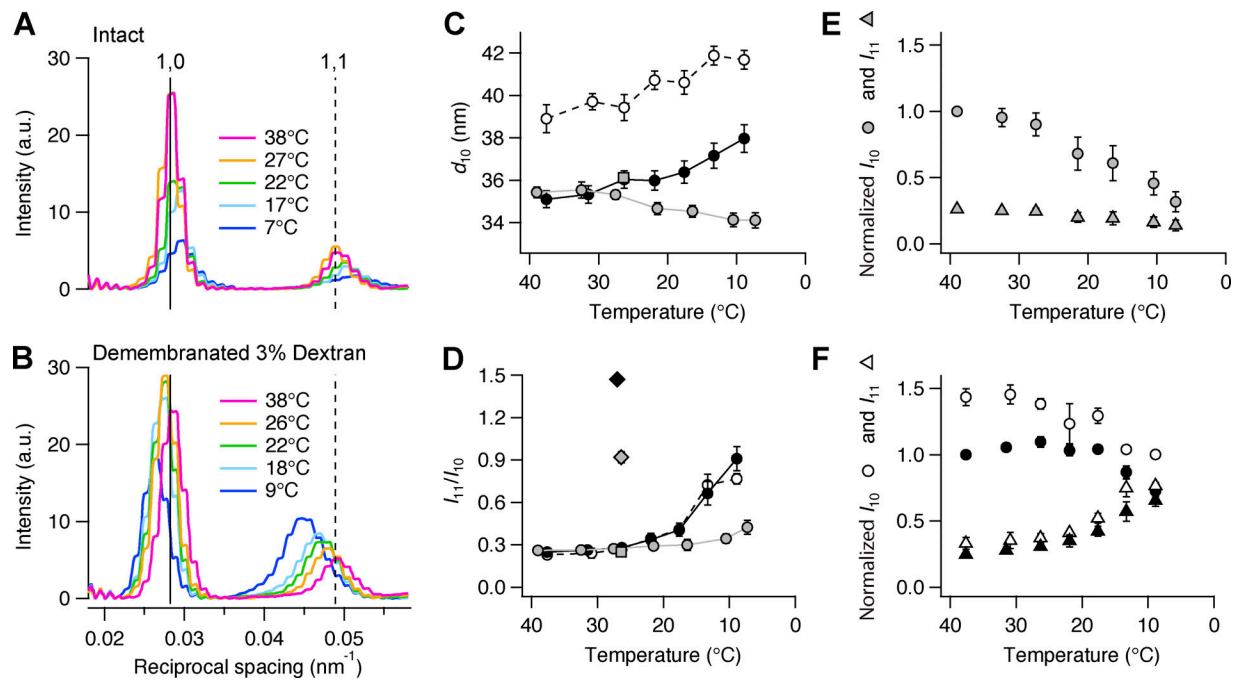 A
Intact
1,0
1,1
30
20
10
0
Intensity (a.u.)
38°C
27°C
22°C
17°C
7°C
B
Demembranated 3% Dextran
30
20
10
0
Intensity (a.u.)
38°C
26°C
22°C
18°C
9°C
0.02
0.03
0.04
0.05
Reciprocal spacing (nm⁻¹)
C
42
40
38
36
34
d₁₀ (nm)
40
30
20
10
0
Temperature (°C)
D
1.5
1.2
0.9
0.6
0.3
0.0
I₁₁/I₁₀
40
30
20
10
0
Temperature (°C)
E
1.5
1.0
0.5
0.0
Normalized I₁₀ and I₁₁
40
30
20
10
0
Temperature (°C)
F
1.5
1.0
0.5
0.0
Normalized I₁₀ and I₁₁
40
30
20
10
0
Temperature (°C)